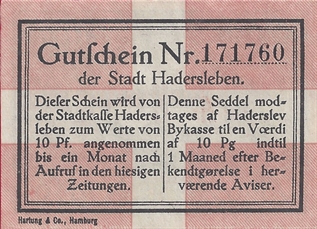 Gutschein Nr. 171760
der Stadt Hadersleben.
Dieser Schein wird von
der Stadtkasse Haders-
leben zum Werte von
10 Pf. angenommen
bis ein Monat nach
Aufruf in den hiesigen
Zeitungen.
Denne Seddel mod-
tages af Haderslev
Bykasse til en Værdi
af 10 Pg indtil
1 Maaned efter Be-
kendtgørelse i her-
værende Aviser.
Hartung & Co., Hamburg